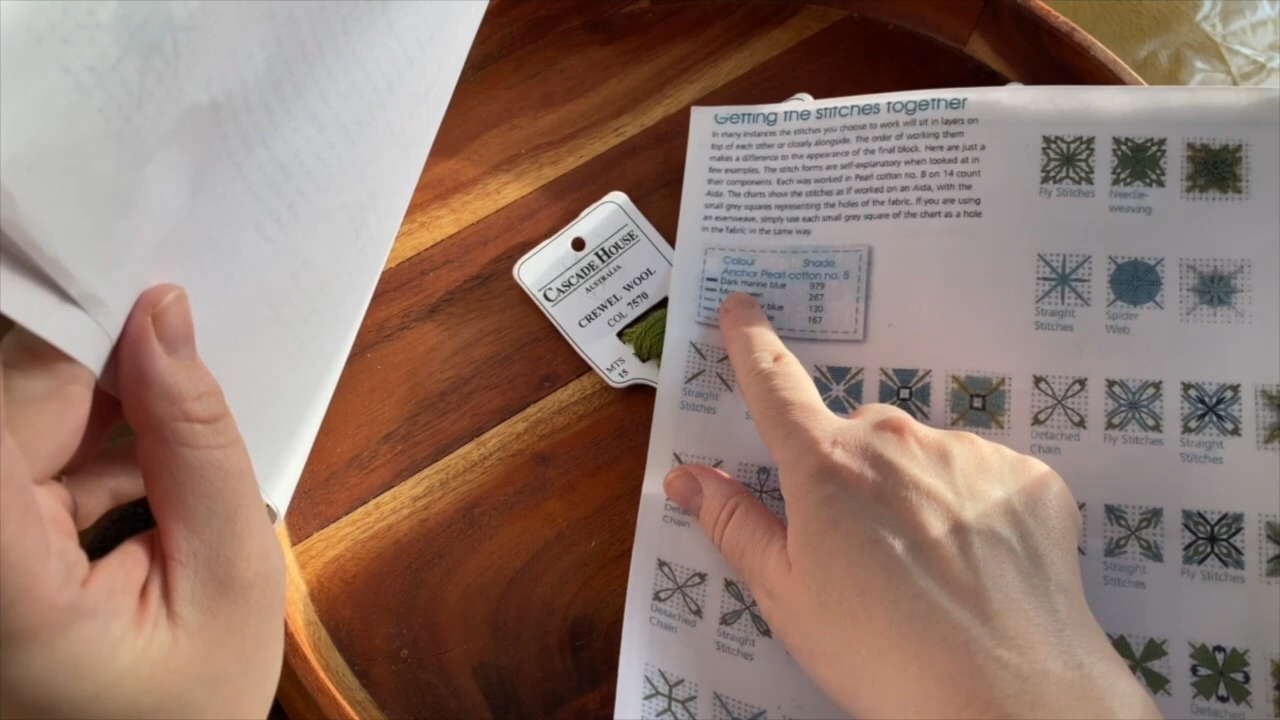 CASCADE HOUSE
AUSTRALIA
CREWEL WOOL
COL 7570
MTS
15
Getting the stitches together
In many instances the stitches you choose to work will sit in layers on
top of each other or closely alongside. The order of working them
makes a difference to the appearance of the final block. Here are just a
few examples. The stitch forms are self-explanatory when looked at in
their components. Each was worked in Pearl cotton no. 8 on 14 count
Aida. The charts show the stitches as if worked on an Aida, with the
small grey squares representing the holes of the fabric. If you are using
an evenweave, simply use each small grey square of the chart as a hole
in the fabric in the same way.
Colour Shade
Anchor Pearl cotton no. 8
Dark marine blue 979
267
blue 130
167
Fly Stitches
Needle-
weaving
Straight
Stitches
Spider
Web
Straight
Stitches
Detached
Chain
Fly Stitches
Straight
Stitches
Chain
Straight
Stitches
Fly Stitches
Detached
Chain
Straight
Stitches